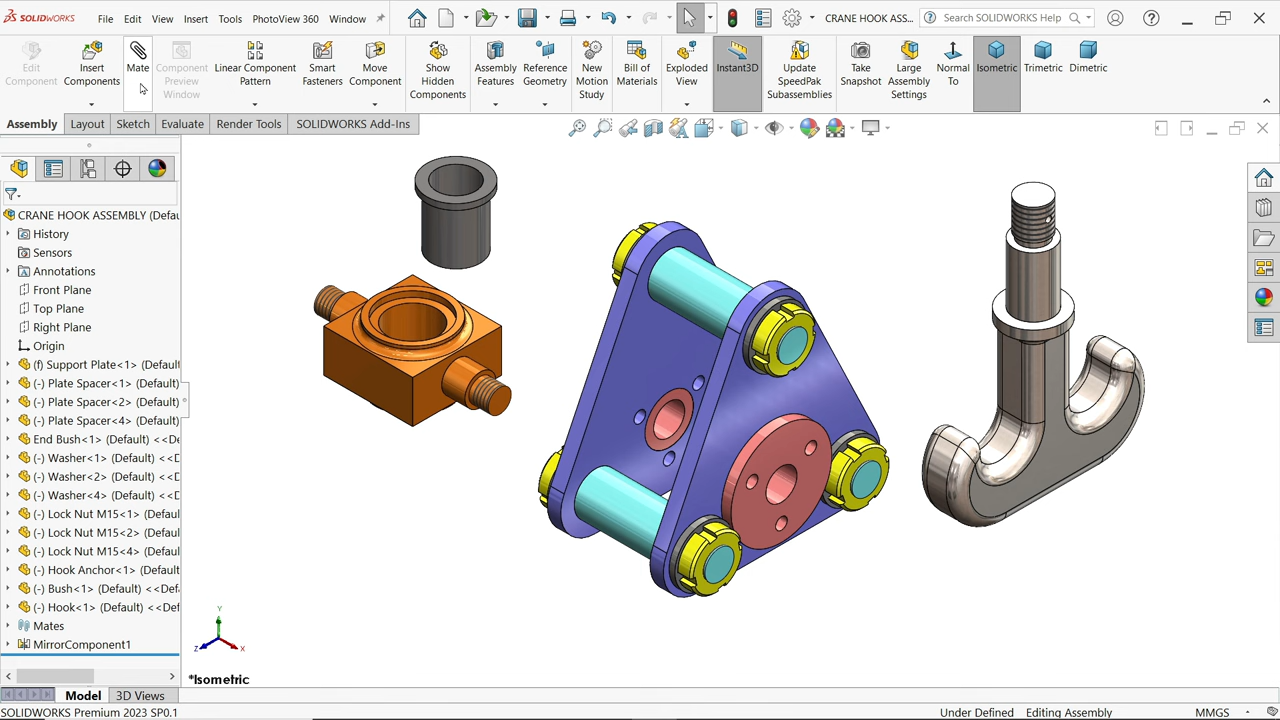 SOLIDWORKS File Edit View Insert Tools PhotoView 360 Window CRANE HOOK ASS... Search SOLIDWORKS Help
Edit Component
Insert Components
Mate
Component Preview Window
Linear Component Pattern
Smart Fasteners
Move Component
Show Hidden Components
Assembly Features
Reference Geometry
New Motion Study
Bill of Materials
Exploded View
Instant3D
Update SpeedPak Subassemblies
Take Snapshot
Large Assembly Settings
Normal To
Isometric
Trimetric
Dimetric
Assembly Layout Sketch Evaluate Render Tools SOLIDWORKS Add-Ins
CRANE HOOK ASSEMBLY (Defau
History
Sensors
Annotations
Front Plane
Top Plane
Right Plane
Origin
(f) Support Plate<1> (Default
(-) Plate Spacer<1> (Default)
(-) Plate Spacer<2> (Default)
(-) Plate Spacer<4> (Default)
End Bush<1> (Default) <<De
(-) Washer<1> (Default) <<D
(-) Washer<2> (Default) <<D
(-) Washer<4> (Default) <<D
(-) Lock Nut M15<1> (Default)
(-) Lock Nut M15<2> (Default)
(-) Lock Nut M15<4> (Default)
(-) Hook Anchor<1> (Default)
(-) Bush<1> (Default) <<Def
(-) Hook<1> (Default) <<Def
Mates
MirrorComponent1
Y
Z X
*Isometric
Model 3D Views
SOLIDWORKS Premium 2023 SP0.1 Under Defined Editing Assembly MMGS